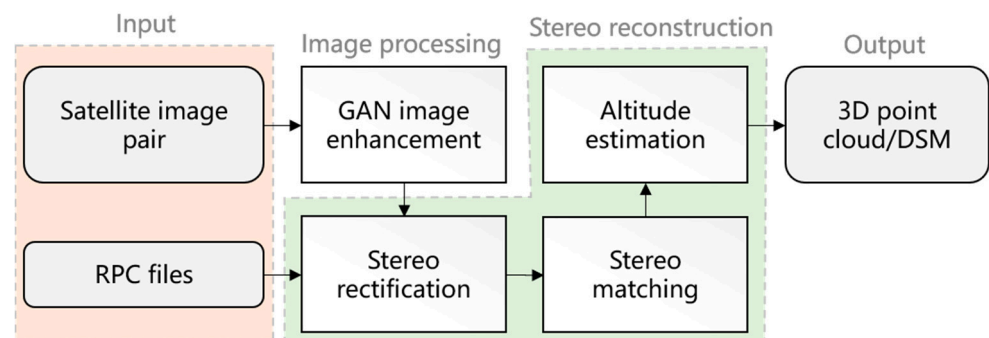 Input
Image processing
Stereo reconstruction
Output
Satellite image
pair
GAN image
enhancement
Altitude
estimation
3D point
cloud/DSM
RPC files
Stereo
rectification
Stereo
matching